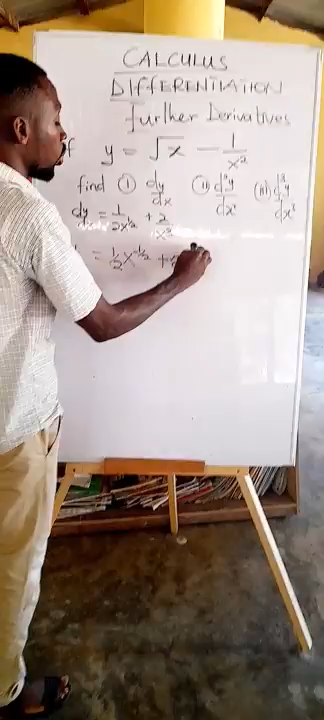 CALCULUS
DIFFERENTIATION
further Derivatives
If y = √x − 1/x²
find (i) dy/dx (ii) d²y/dx² (iii) d³y/dx³
dy/dx = 1/2x^½ + 2/x³
= ½x^-½ +